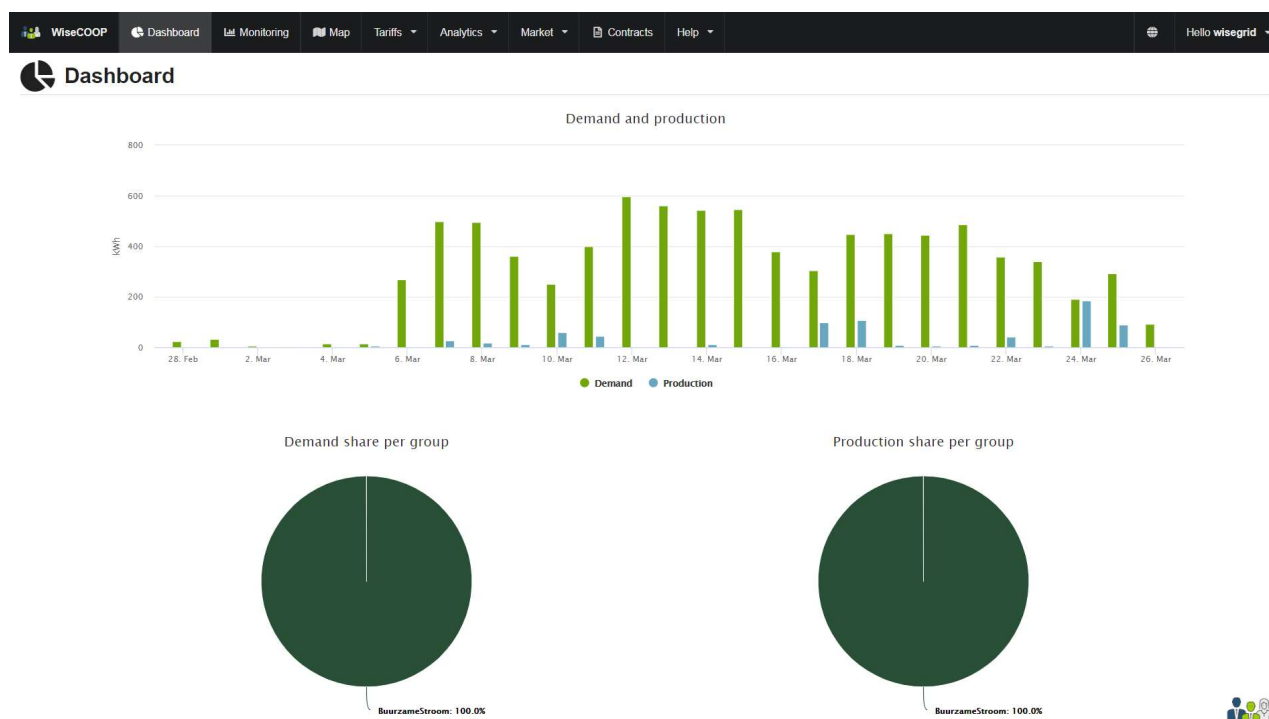 WiseCOOP Dashboard Monitoring Map Tariffs Analytics Market Contracts Help Hello wisegrid
Dashboard
Demand and production
800
600
400
200
0
kWh
28. Feb 2. Mar 4. Mar 6. Mar 8. Mar 10. Mar 12. Mar 14. Mar 16. Mar 18. Mar 20. Mar 22. Mar 24. Mar 26. Mar
Demand Production
Demand share per group
BuurzameStroom: 100.0%
Production share per group
BuurzameStroom: 100.0%